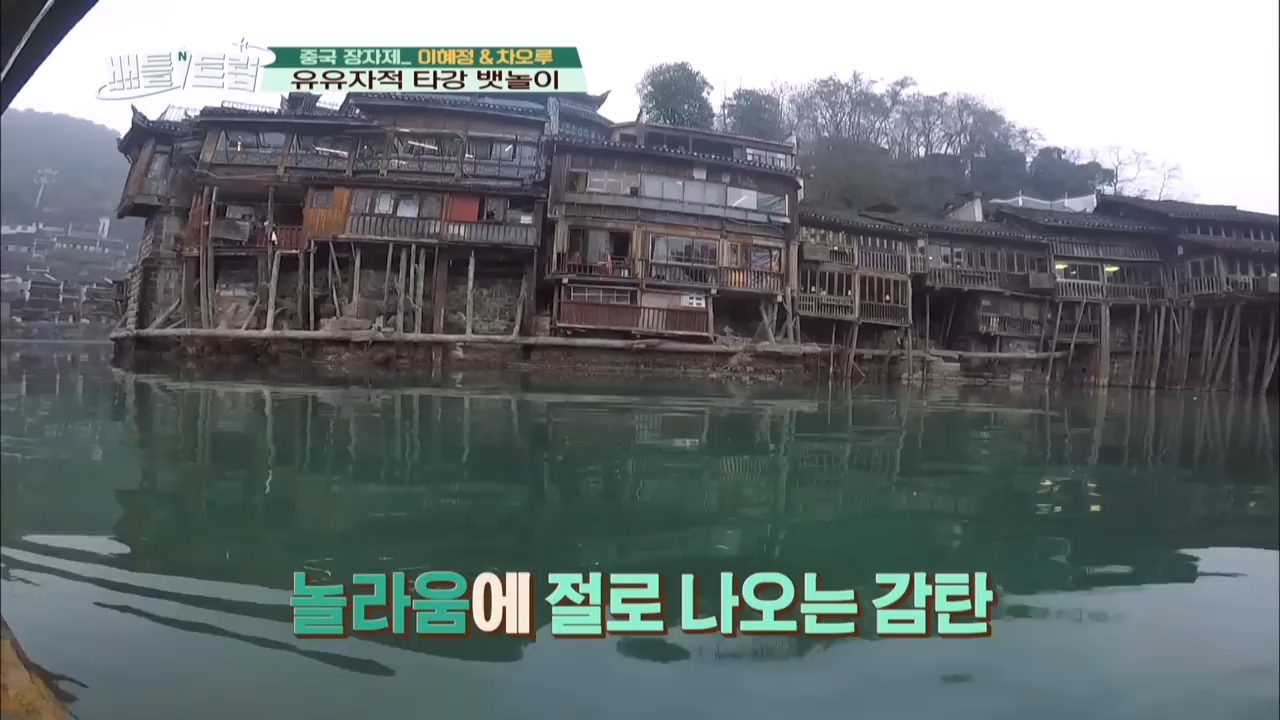 배틀트립
N
중국 장자제_ 이혜정 & 차오루
유유자적 타강 뱃놀이
놀라움에 절로 나오는 감탄